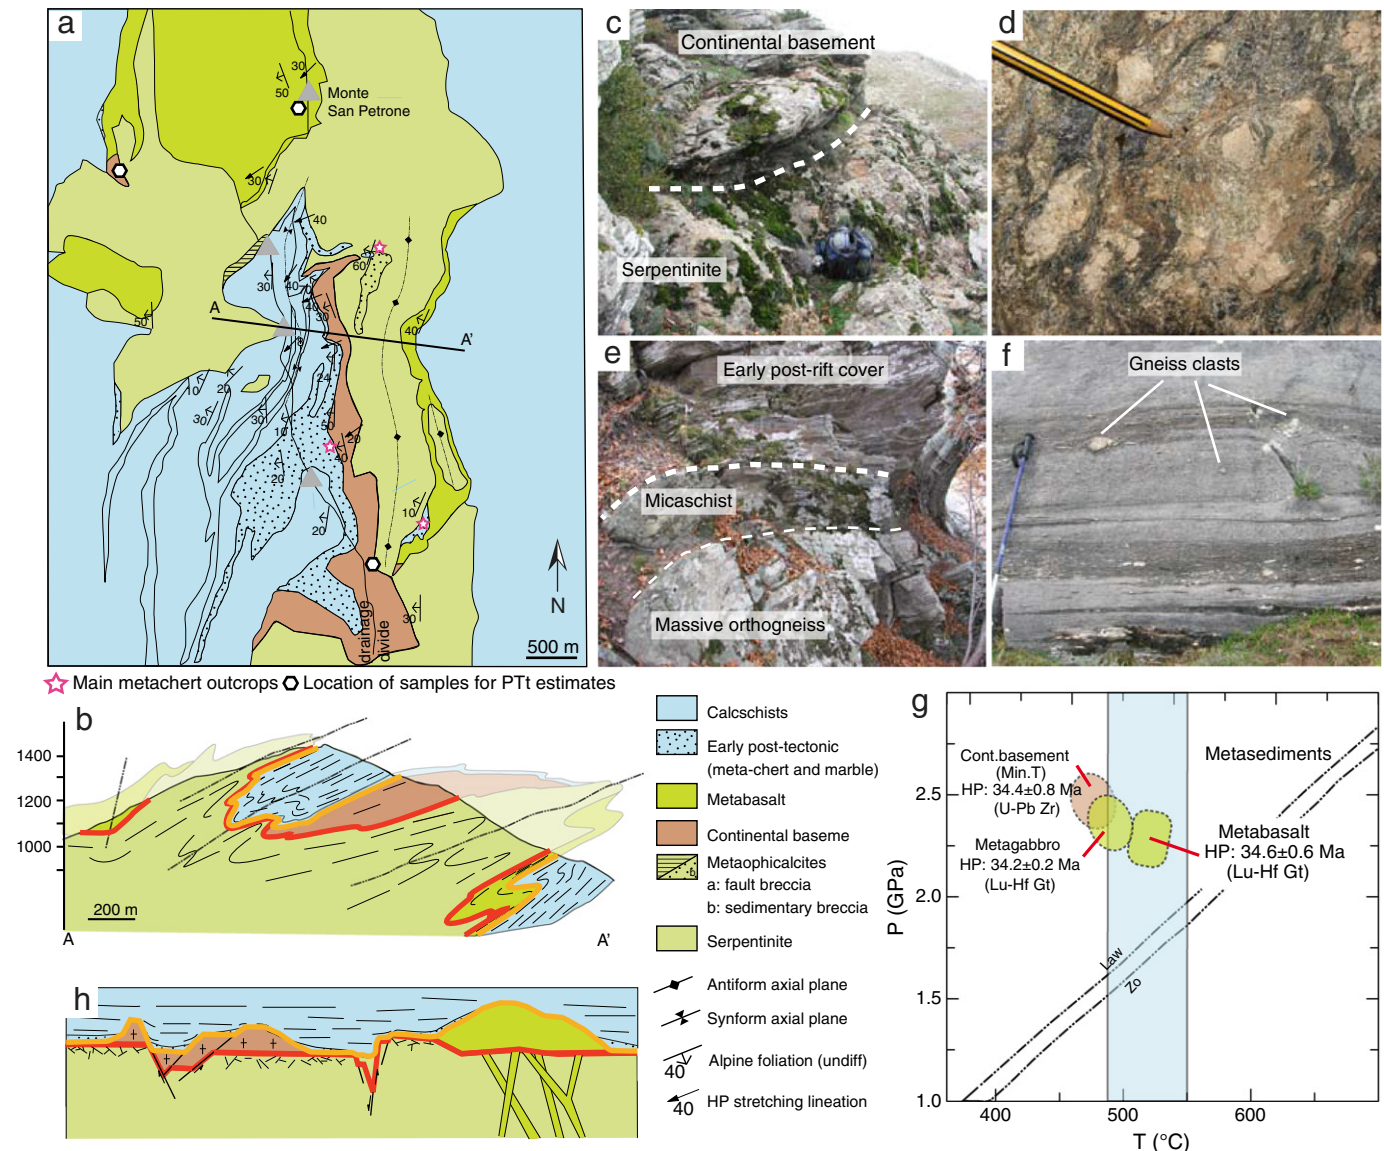 a
30
50
Monte
San Petrone
30
40
60
30
40
70
40
30
A
50
40
A'
8
24
10
20
30
30
10
50
20
40
20
10
20
30
N
drainage
divide
500 m
Main metachert outcrops
Location of samples for PTt estimates
b
1400
1200
1000
200 m
A
A'
c
Continental basement
Serpentinite
d
e
Early post-rift cover
Micaschist
Massive orthogneiss
f
Gneiss clasts
Calcschists
Early post-tectonic
(meta-chert and marble)
Metabasalt
Continental baseme
Metaophicalcites
a: fault breccia
b: sedimentary breccia
b
Serpentinite
Antiform axial plane
Synform axial plane
40
Alpine foliation (undiff)
40
HP stretching lineation
g
Cont.basement
(Min.T)
HP: 34.4±0.8 Ma
(U-Pb Zr)
Metagabbro
HP: 34.2±0.2 Ma
(Lu-Hf Gt)
Metasediments
Metabasalt
HP: 34.6±0.6 Ma
(Lu-Hf Gt)
Law
Zo
2.5
2.0
1.5
1.0
P (GPa)
400
500
600
T (°C)
h